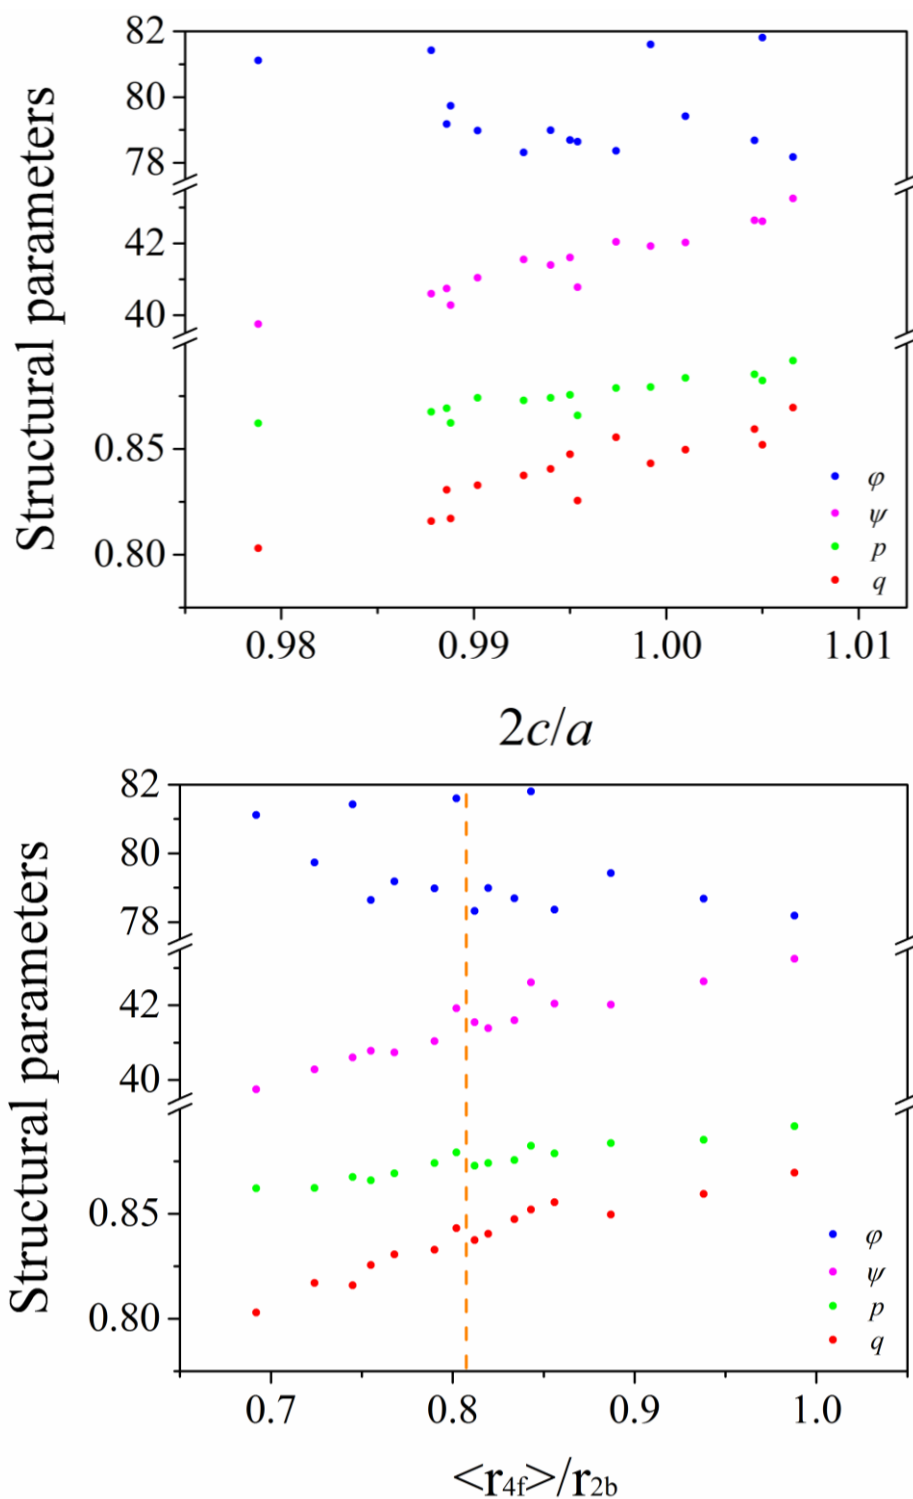 82
80
78
42
40
0.85
0.80
Structural parameters
φ
ψ
p
q
0.98 0.99 1.00 1.01
2c/a
82
80
78
42
40
0.85
0.80
Structural parameters
φ
ψ
p
q
0.7 0.8 0.9 1.0
<r4f>/r2b